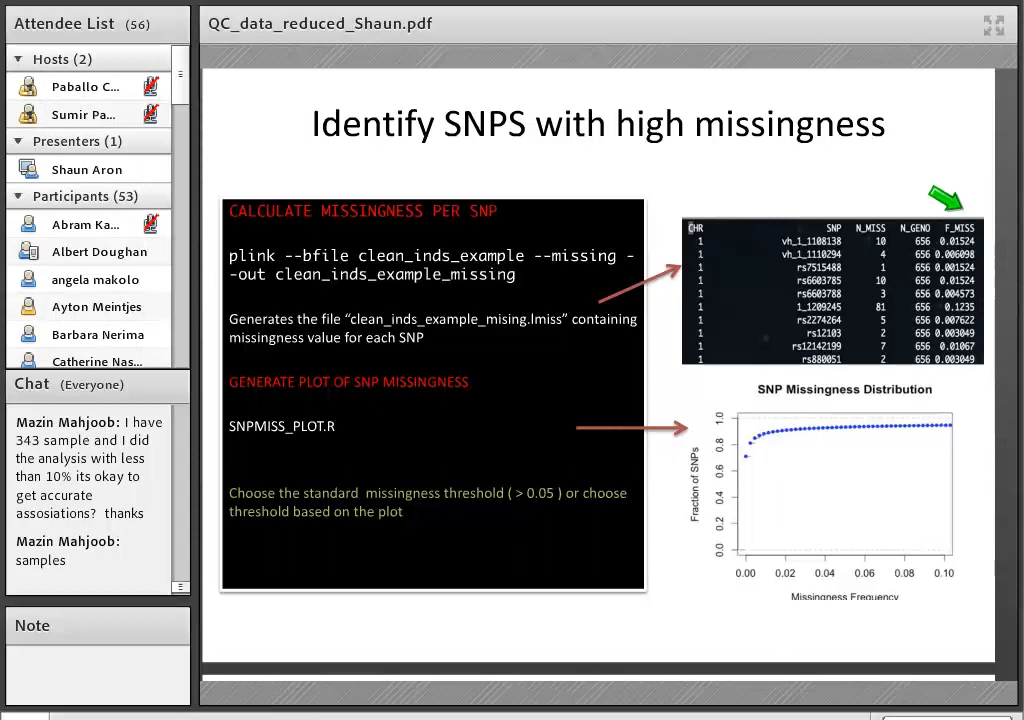 Attendee List (56)
Hosts (2)
Paballo C...
Sumir Pa...
Presenters (1)
Shaun Aron
Participants (53)
Abram Ka...
Albert Doughan
angela makolo
Ayton Meintjes
Barbara Nerima
Catherine Nas...
Chat (Everyone)
Mazin Mahjoob: I have
343 sample and I did
the analysis with less
than 10% its okay to
get accurate
assosiations? thanks
Mazin Mahjoob:
samples
Note
QC_data_reduced_Shaun.pdf
Identify SNPS with high missingness
CALCULATE MISSINGNESS PER SNP
plink --bfile clean_inds_example --missing -
-out clean_inds_example_missing
Generates the file “clean_inds_example_mising.lmiss” containing
missingness value for each SNP
GENERATE PLOT OF SNP MISSINGNESS
SNPMISS_PLOT.R
Choose the standard missingness threshold ( > 0.05 ) or choose
threshold based on the plot
CHR SNP N_MISS N_GENO F_MISS
1 vh_1_1108138 10 656 0.01524
1 vh_1_1110294 4 656 0.006098
1 rs7515488 1 656 0.001524
1 rs6603785 10 656 0.01524
1 rs6603788 3 656 0.004573
1 1_1209245 81 656 0.1235
1 rs2274264 5 656 0.007622
1 rs12103 2 656 0.003049
1 rs12142199 7 656 0.01067
1 rs880051 2 656 0.003049
SNP Missingness Distribution
Fraction of SNPs
1.0
0.8
0.6
0.4
0.2
0.0
0.00 0.02 0.04 0.06 0.08 0.10
Missingness Frequency